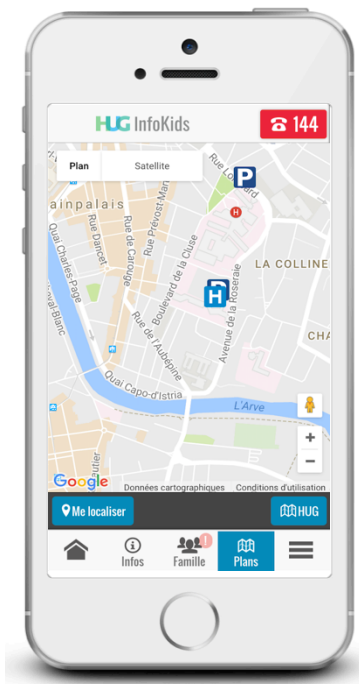 HUG InfoKids
144
Plan
Satellite
P
H
ainpalais
Rue Prévost-Mar
Rue Dancet
Rue de Carouge
Quai Charles-Page
Boulevard de la Cluse
LA COLLINE
H
Avenue de la Roseraie
Rue de l'Aubépine
CHA
Quai Capo-d'Istria
L'Arve
+
−
Google
Données cartographiques
Conditions d'utilisation
Me localiser
HUG
Infos
Famille
!
Plans